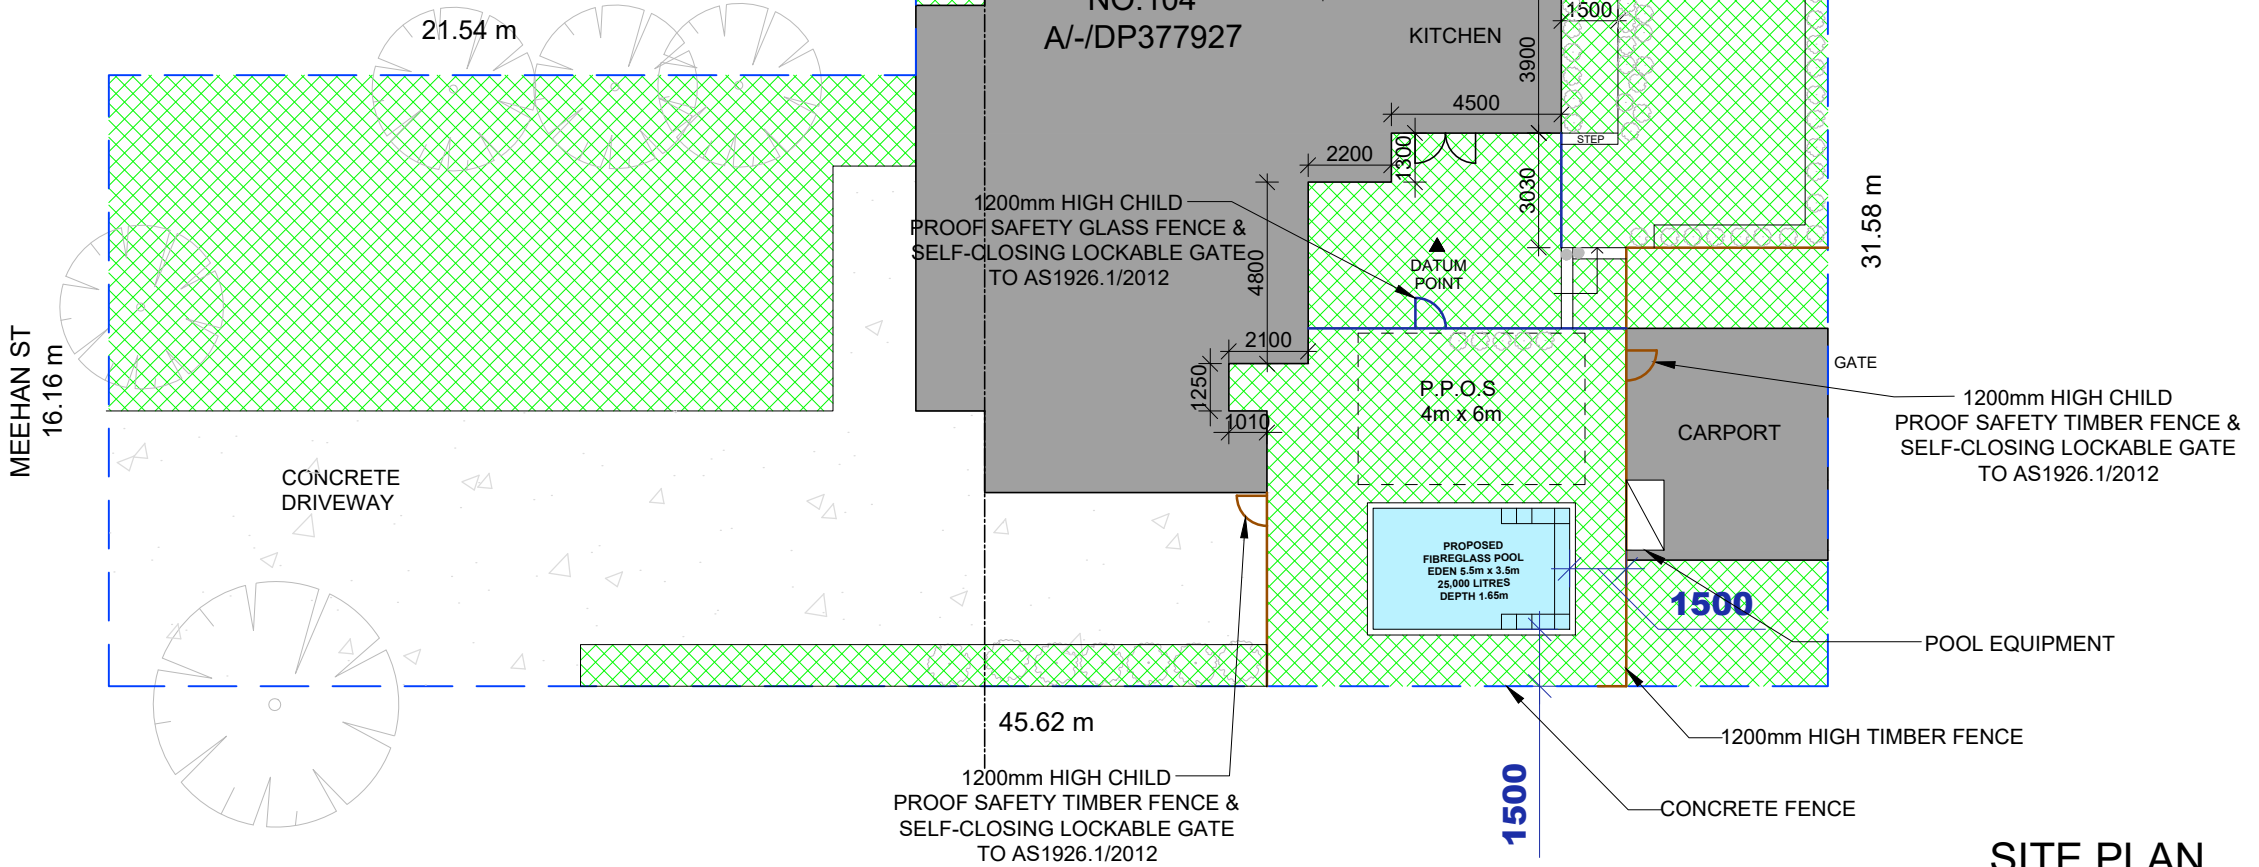 NO.104
A/-/DP377927
KITCHEN
1500
21.54 m
3900
4500
STEP
2200
1300
3030
31.58 m
1200mm HIGH CHILD
PROOF SAFETY GLASS FENCE &
SELF-CLOSING LOCKABLE GATE
TO AS1926.1/2012
4800
DATUM
POINT
MEEHAN ST
16.16 m
2100
1250
1010
P.P.O.S
4m x 6m
GATE
CARPORT
1200mm HIGH CHILD
PROOF SAFETY TIMBER FENCE &
SELF-CLOSING LOCKABLE GATE
TO AS1926.1/2012
CONCRETE
DRIVEWAY
PROPOSED
FIBREGLASS POOL
EDEN 5.5m x 3.5m
25,000 LITRES
DEPTH 1.65m
1500
POOL EQUIPMENT
45.62 m
1200mm HIGH TIMBER FENCE
1200mm HIGH CHILD
PROOF SAFETY TIMBER FENCE &
SELF-CLOSING LOCKABLE GATE
TO AS1926.1/2012
1500
CONCRETE FENCE
SITE PLAN